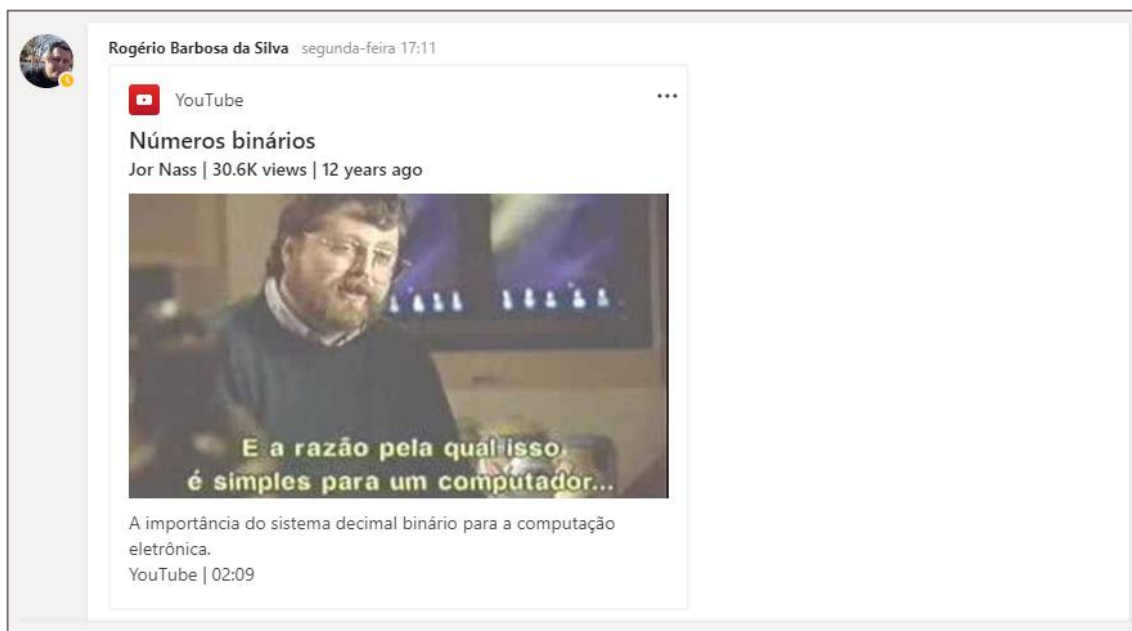 Rogério Barbosa da Silva segunda-feira 17:11
YouTube
Números binários
Jor Nass | 30.6K views | 12 years ago
E a razão pela qual isso
é simples para um computador...
A importância do sistema decimal binário para a computação
eletrônica.
YouTube | 02:09